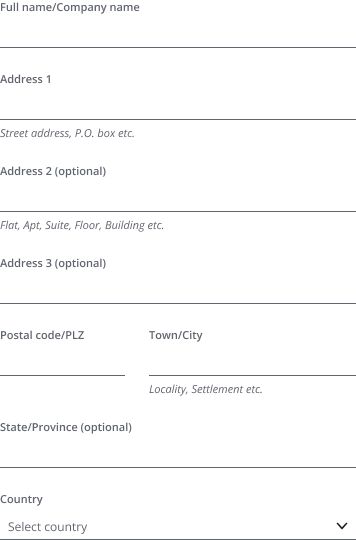 Full name/Company name
Address 1
Street address, P.O. box etc.
Address 2 (optional)
Flat, Apt, Suite, Floor, Building etc.
Address 3 (optional)
Postal code/PLZ
Town/City
Locality, Settlement etc.
State/Province (optional)
Country
Select country